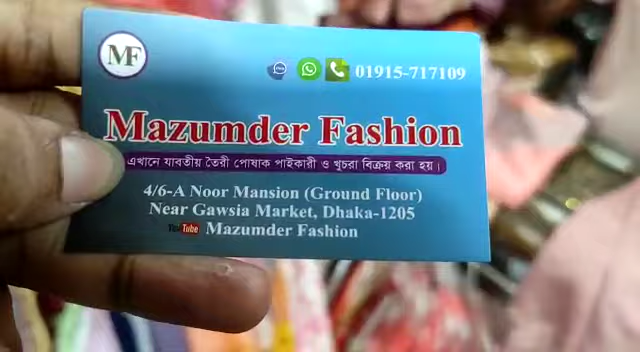 MF
01915-717109
Mazumder Fashion
এখানে যাবতীয় তৈরী পোষাক পাইকারী ও খুচরা বিক্রয় করা হয়।
4/6-A Noor Mansion (Ground Floor)
Near Gawsia Market, Dhaka-1205
YouTube Mazumder Fashion